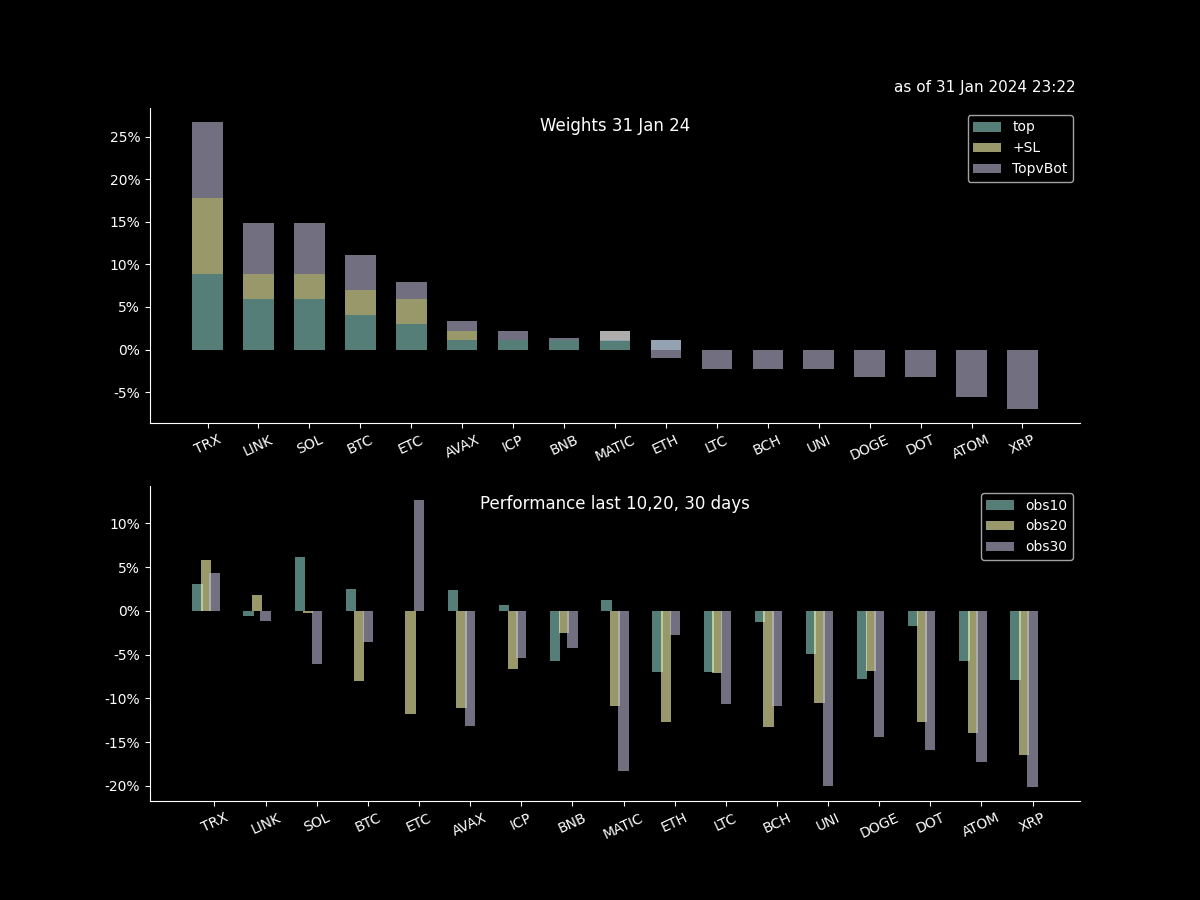 as of 31 Jan 2024 23:22
Weights 31 Jan 24
top
+SL
TopvBot
25%
20%
15%
10%
5%
0%
-5%
TRX LINK SOL BTC ETC AVAX ICP BNB MATIC ETH LTC BCH UNI DOGE DOT ATOM XRP
Performance last 10,20, 30 days
obs10
obs20
obs30
10%
5%
0%
-5%
-10%
-15%
-20%
TRX LINK SOL BTC ETC AVAX ICP BNB MATIC ETH LTC BCH UNI DOGE DOT ATOM XRP